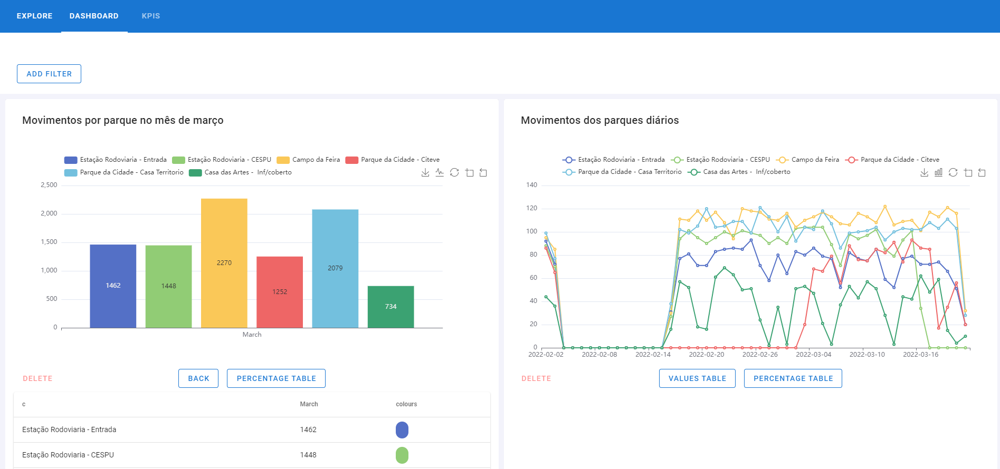 EXPLORE DASHBOARD KPIS
ADD FILTER
Movimentos por parque no mês de março
Estação Rodoviaria - Entrada Estação Rodoviaria - CESPU Campo da Feira Parque da Cidade - Citeve
Parque da Cidade - Casa Territorio Casa das Artes - Inf/coberto
2,500
2,000
1,500
1,000
500
0
1462
1448
2270
1252
2079
734
March
DELETE BACK PERCENTAGE TABLE
c March colours
Estação Rodoviaria - Entrada 1462
Estação Rodoviaria - CESPU 1448
Movimentos dos parques diários
Estação Rodoviaria - Entrada Estação Rodoviaria - CESPU Campo da Feira Parque da Cidade - Citeve
Parque da Cidade - Casa Territorio Casa das Artes - Inf/coberto
140
120
100
80
60
40
20
0
2022-02-02 2022-02-08 2022-02-14 2022-02-20 2022-02-26 2022-03-04 2022-03-10 2022-03-16
DELETE VALUES TABLE PERCENTAGE TABLE